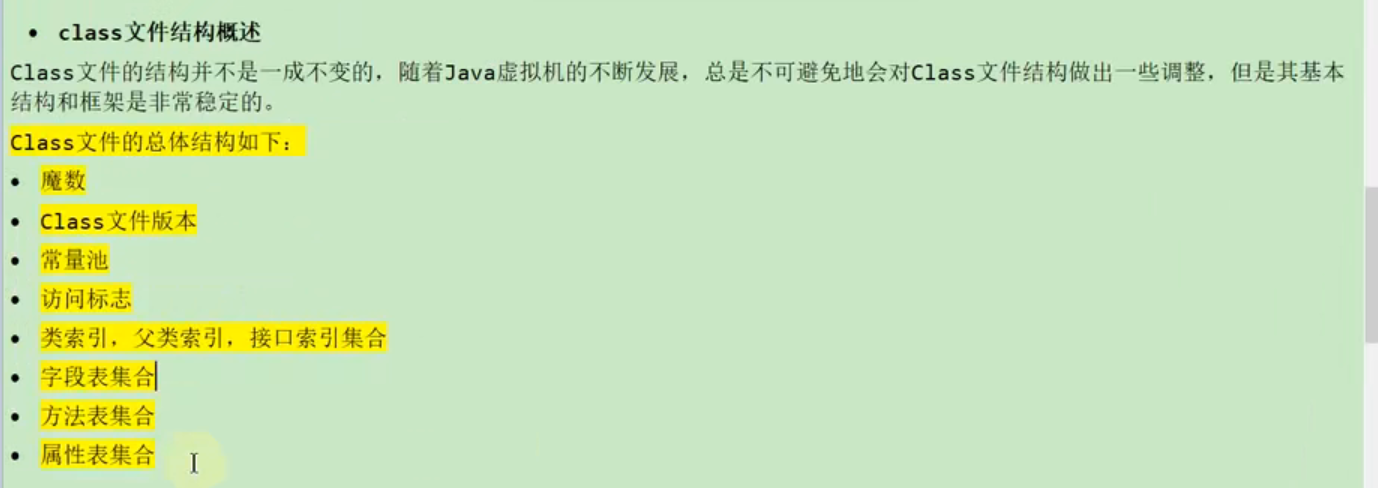 • class文件结构概述
Class文件的结构并不是一成不变的，随着Java虚拟机的不断发展，总是不可避免地会对Class文件结构做出一些调整，但是其基本
结构和框架是非常稳定的。
Class文件的总体结构如下：
• 魔数
• Class文件版本
• 常量池
• 访问标志
• 类索引，父类索引，接口索引集合
• 字段表集合
• 方法表集合
• 属性表集合